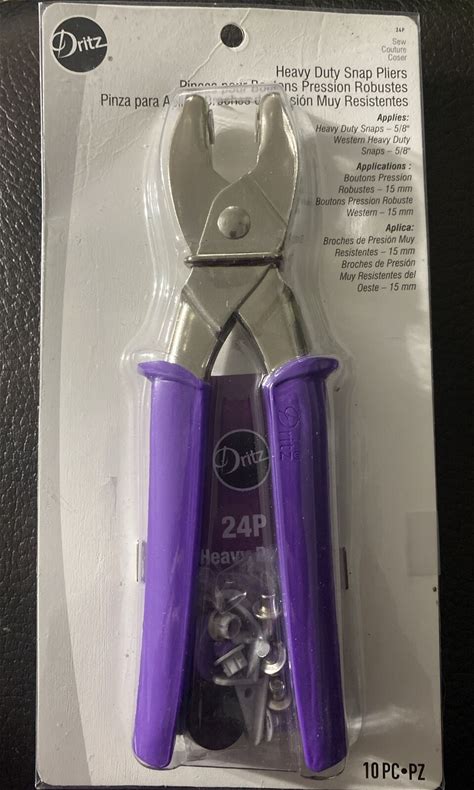 Dritz®
24P
Sew
Couture
Coser
Heavy Duty Snap Pliers
Pinces pour Boutons Pression Robustes
Pinza para de Presión Muy Resistentes
Applies:
Heavy Duty Snaps – 5/8"
Western Heavy Duty
Snaps – 5/8"
Applications :
Boutons Pression
Robustes – 15 mm
Boutons Pression Robuste
Western – 15 mm
Aplica:
Broches de Presión Muy
Resistentes – 15 mm
Broches de Presión
Muy Resistentes del
Oeste – 15 mm
Dritz
Dritz
24P
Heavy
10 PC•PZ